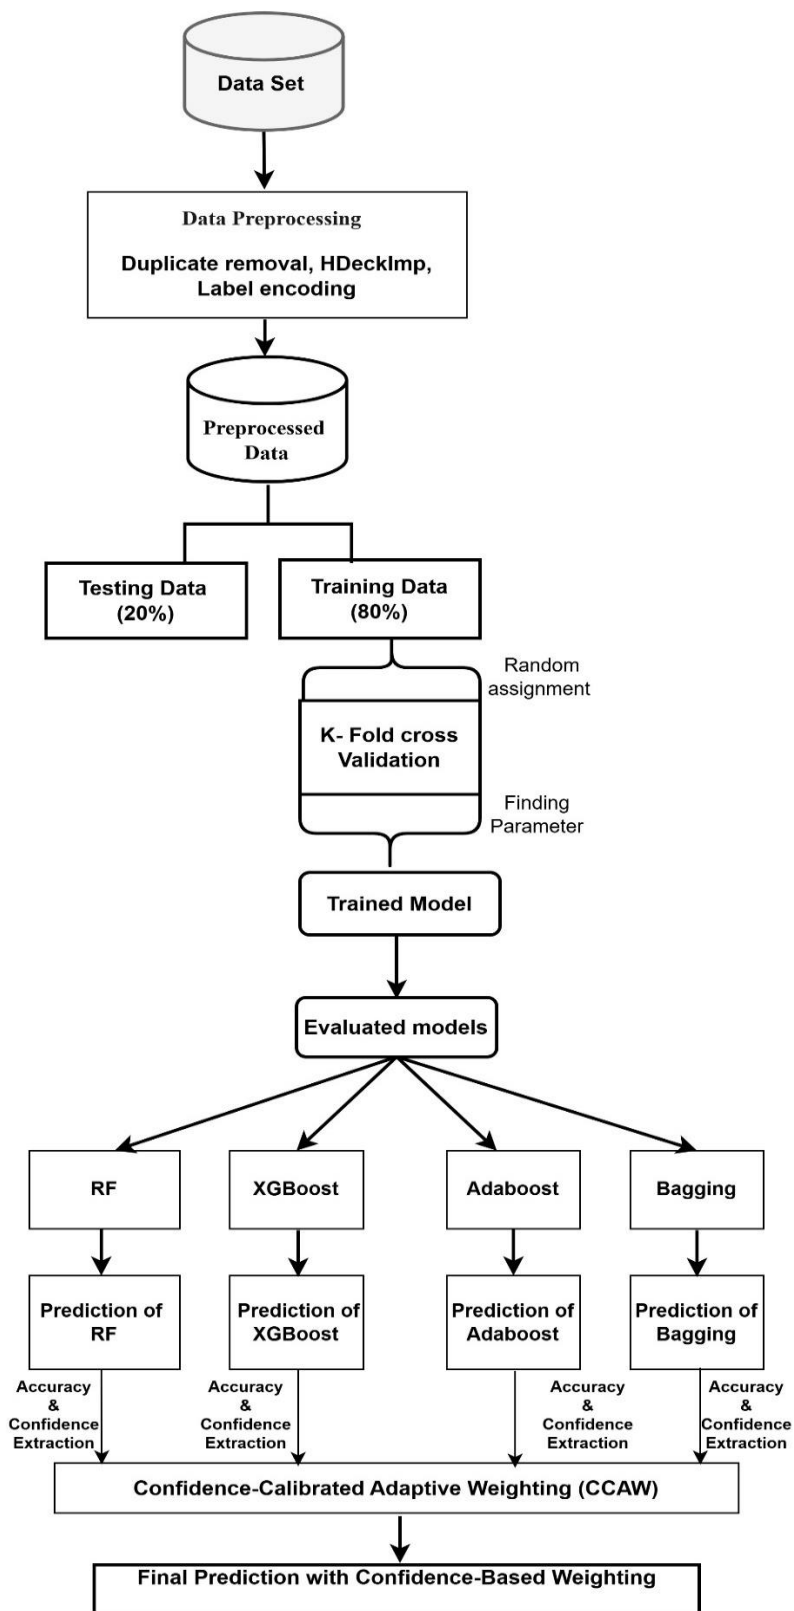 Data Set
Data Preprocessing
Duplicate removal, HDeckImp,
Label encoding
Preprocessed
Data
Testing Data
(20%)
Training Data
(80%)
Random
assignment
K- Fold cross
Validation
Finding
Parameter
Trained Model
Evaluated models
RF
XGBoost
Adaboost
Bagging
Prediction of
RF
Prediction of
XGBoost
Prediction of
Adaboost
Prediction of
Bagging
Accuracy
&
Confidence
Extraction
Accuracy
&
Confidence
Extraction
Accuracy
&
Confidence
Extraction
Accuracy
&
Confidence
Extraction
Confidence-Calibrated Adaptive Weighting (CCAW)
Final Prediction with Confidence-Based Weighting